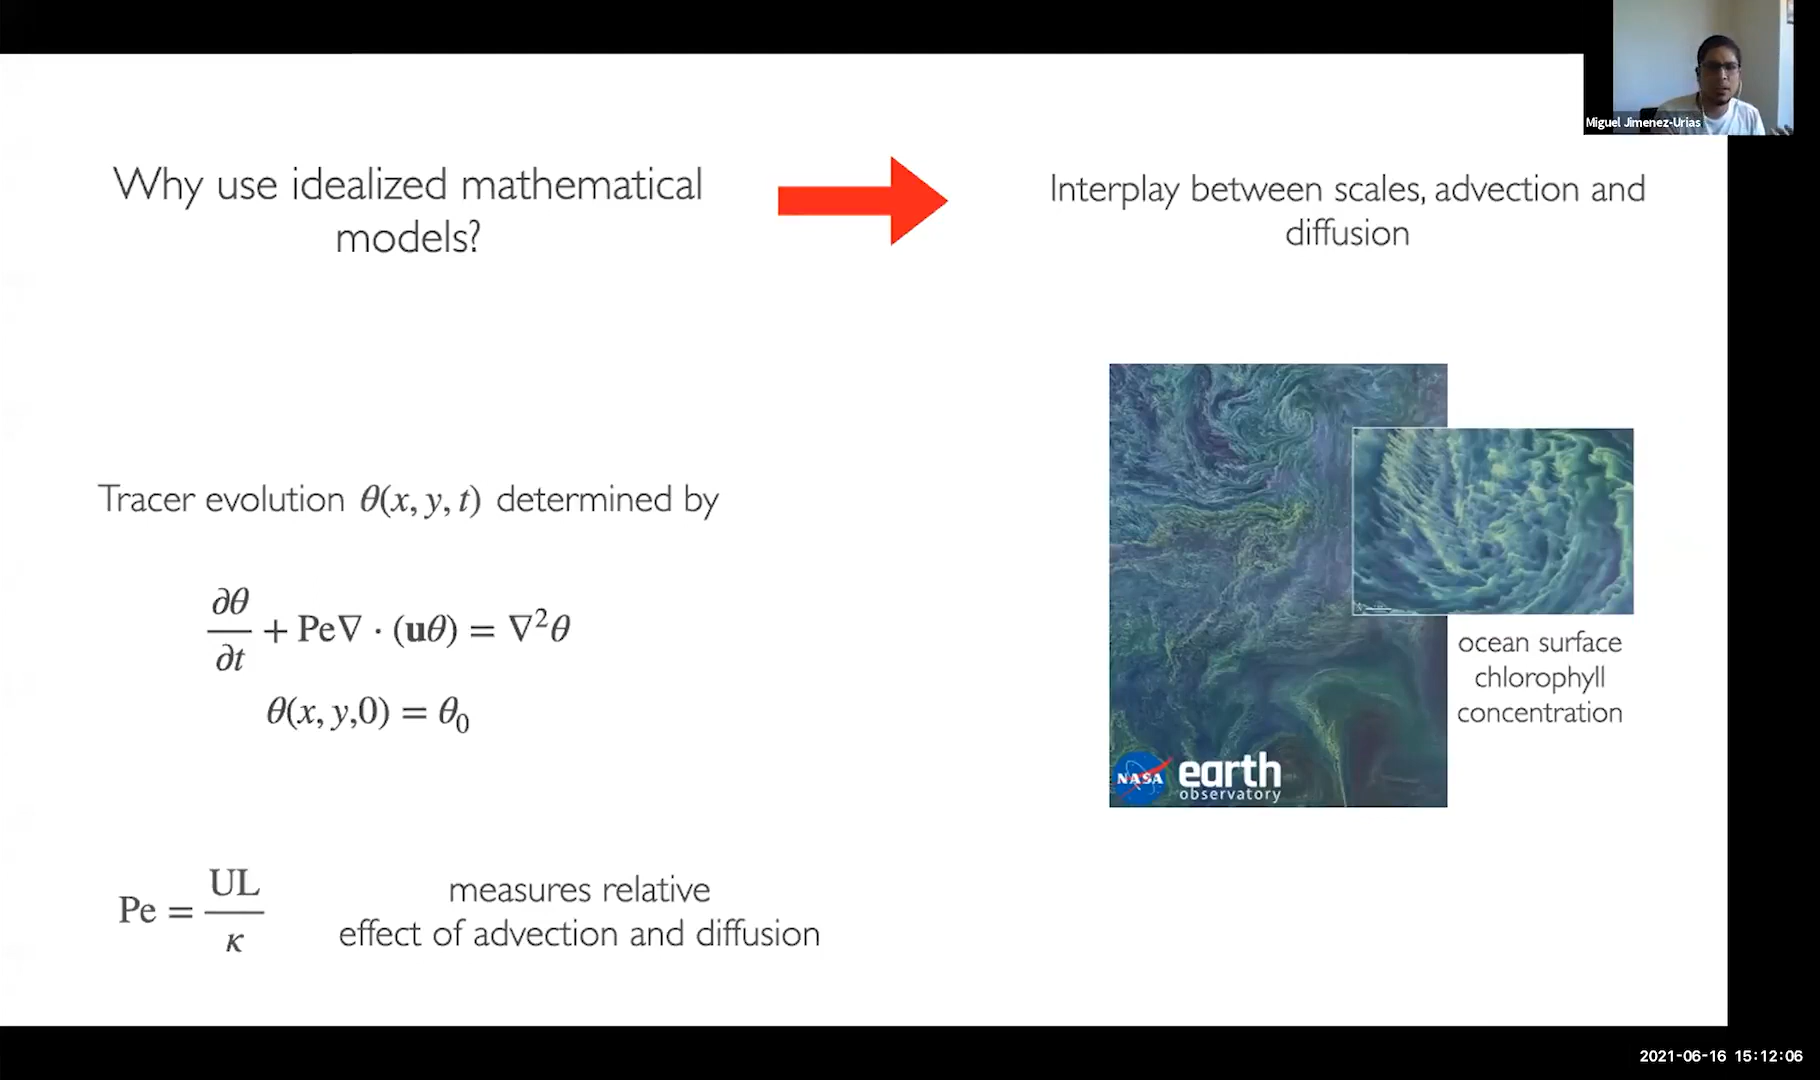 Miguel Jimenez-Urias
Why use idealized mathematical
models?
Interplay between scales, advection and
diffusion
Tracer evolution θ(x, y, t) determined by
∂θ/∂t + Pe∇ · (uθ) = ∇²θ
θ(x, y,0) = θ₀
Pe = UL/κ
measures relative
effect of advection and diffusion
ocean surface
chlorophyll
concentration
NASA
earth
observatory
2021-06-16 15:12:06